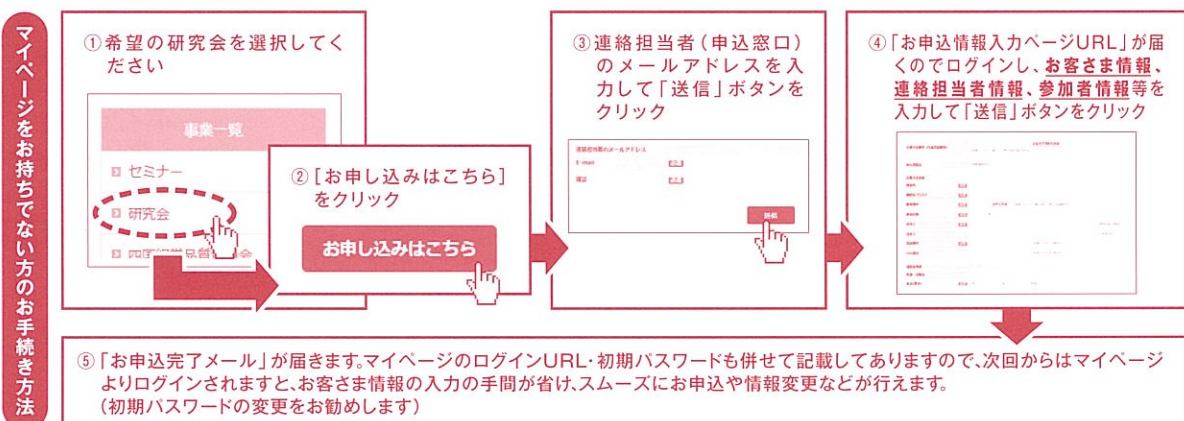 マイページをお持ちでない方のお手続き方法
①希望の研究会を選択してく
ださい
事業一覧
セミナー
研究会
②[お申し込みはこちら]
をクリック
お申し込みはこちら
③連絡担当者(申込窓口)
のメールアドレスを入
力して「送信」ボタンを
クリック
連絡担当者のメールアドレス
E-mail
確認
送信
④「お申込情報入力ページURL」が届
くのでログインし、お客さま情報、
連絡担当者情報、参加者情報等を
入力して「送信」ボタンをクリック
⑤「お申込完了メール」が届きます。マイページのログインURL・初期パスワードも併せて記載してありますので、次回からはマイページ
よりログインされますと、お客さま情報の入力の手間が省け、スムーズにお申込や情報変更などが行えます。
(初期パスワードの変更をお勧めします)